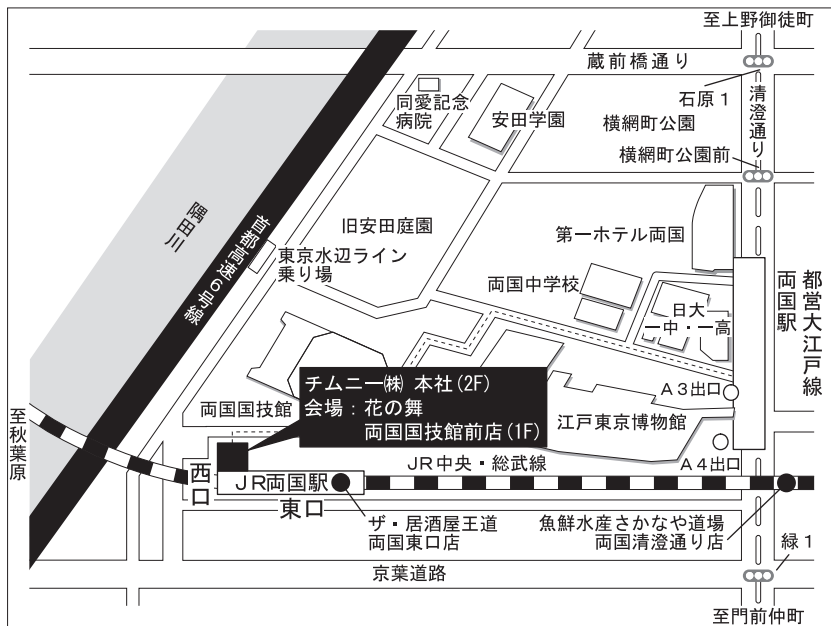 至上野御徒町
蔵前橋通り
石原1
清澄通り
同愛記念
病院
安田学園
横網町公園
横網町公園前
隅田川
首都高速6号線
旧安田庭園
東京水辺ライン
乗り場
第一ホテル両国
両国中学校
日大
一中・一高
都営大江戸線
両国駅
チムニー㈱ 本社(2F)
会場:花の舞
両国国技館前店(1F)
両国国技館
江戸東京博物館
A3出口
A4出口
至秋葉原
西口
JR両国駅
東口
JR中央・総武線
ザ・居酒屋王道
両国東口店
魚鮮水産さかなや道場
両国清澄通り店
緑1
京葉道路
至門前仲町